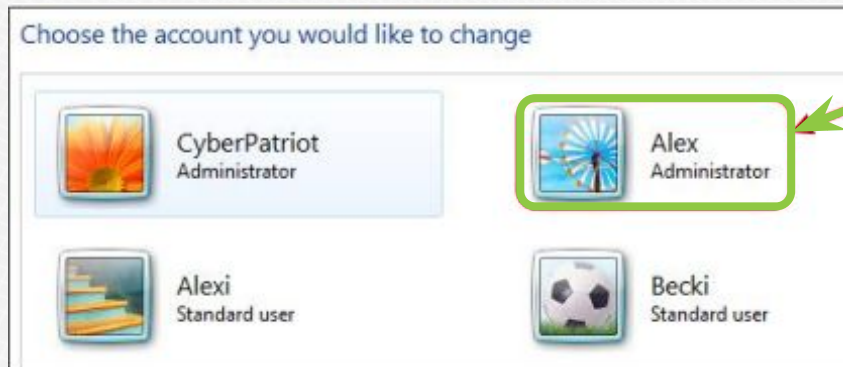 Choose the account you would like to change
CyberPatriot
Administrator
Alex
Administrator
Alexi
Standard user
Becki
Standard user